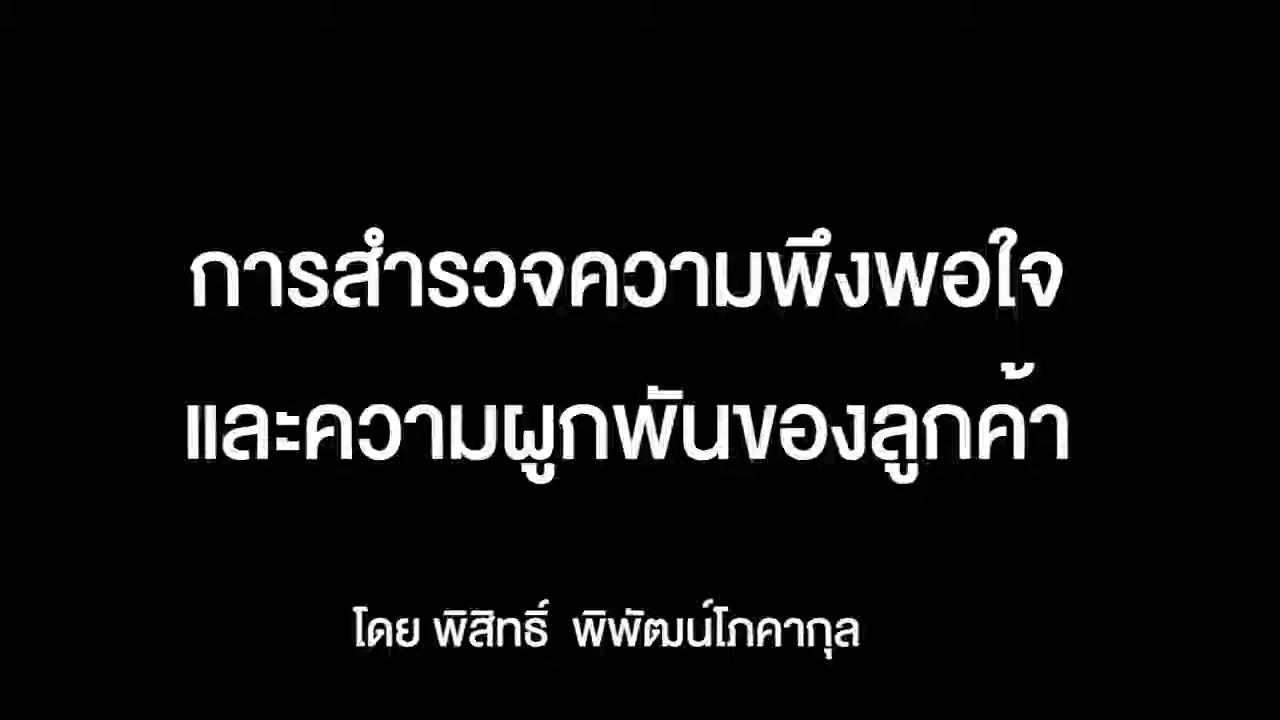 การสำรวจความพึงพอใจ
และความผูกพันของลูกค้า
โดย พิสิทธิ์ พิพัฒน์โภคากุล